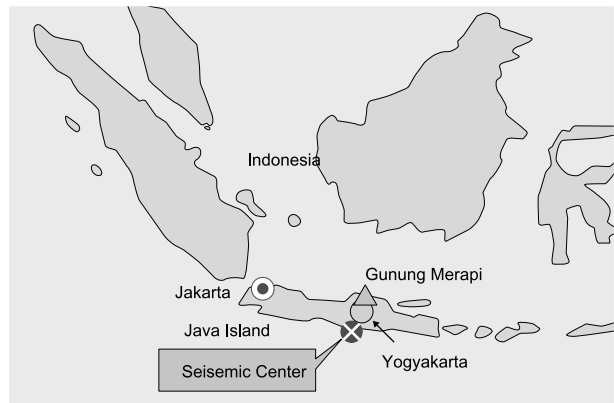 Indonesia
Gunung Merapi
Jakarta
Java Island
Yogyakarta
Seisemic Center